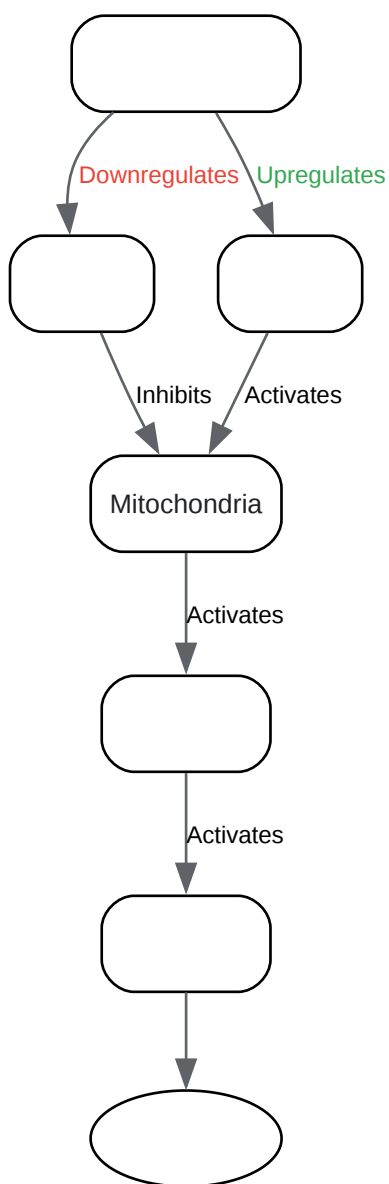 Downregulates
Upregulates
Inhibits
Activates
Mitochondria
Activates
Activates